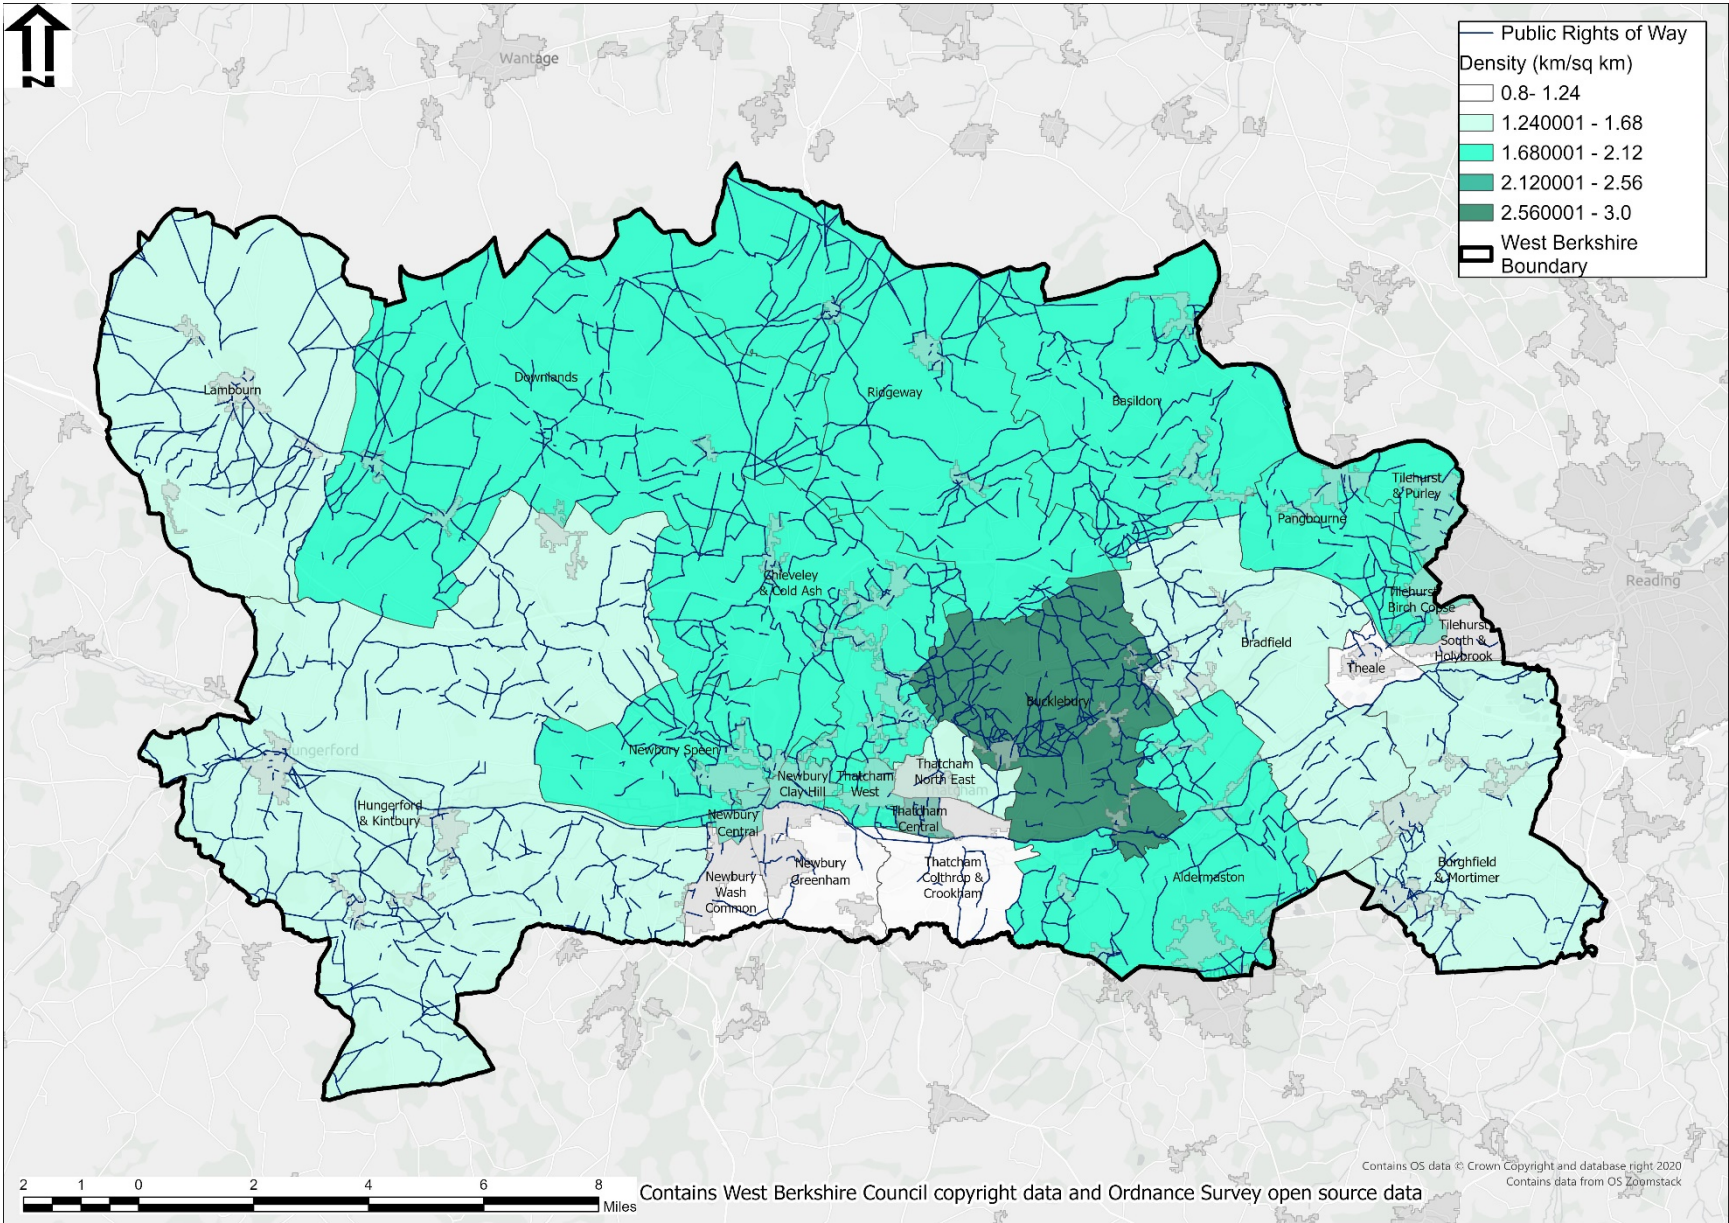 Wantage
N
Public Rights of Way
Density (km/sq km)
0.8- 1.24
1.240001 - 1.68
1.680001 - 2.12
2.120001 - 2.56
2.560001 - 3.0
West Berkshire
Boundary
Lambourn
Downlands
Ridgeway
Basildon
Tilehurst
& Purley
Pangbourne
Chieveley
& Cold Ash
Reading
Tilehurst
Birch Copse
Tilehurst
South &
Holybrook
Bradfield
Theale
Bucklebury
Newbury Speen
Hungerford
Newbury
Clay Hill
Thatcham
West
Thatcham
North East
Thatcham
Hungerford
& Kintbury
Newbury
Central
Thatcham
Central
Newbury
Wash
Common
Newbury
Greenham
Thatcham
Colthrop &
Crookham
Aldermaston
Burghfield
& Mortimer
2 1 0 2 4 6 8
Miles
Contains West Berkshire Council copyright data and Ordnance Survey open source data
Contains OS data © Crown Copyright and database right 2020
Contains data from OS Zoomstack